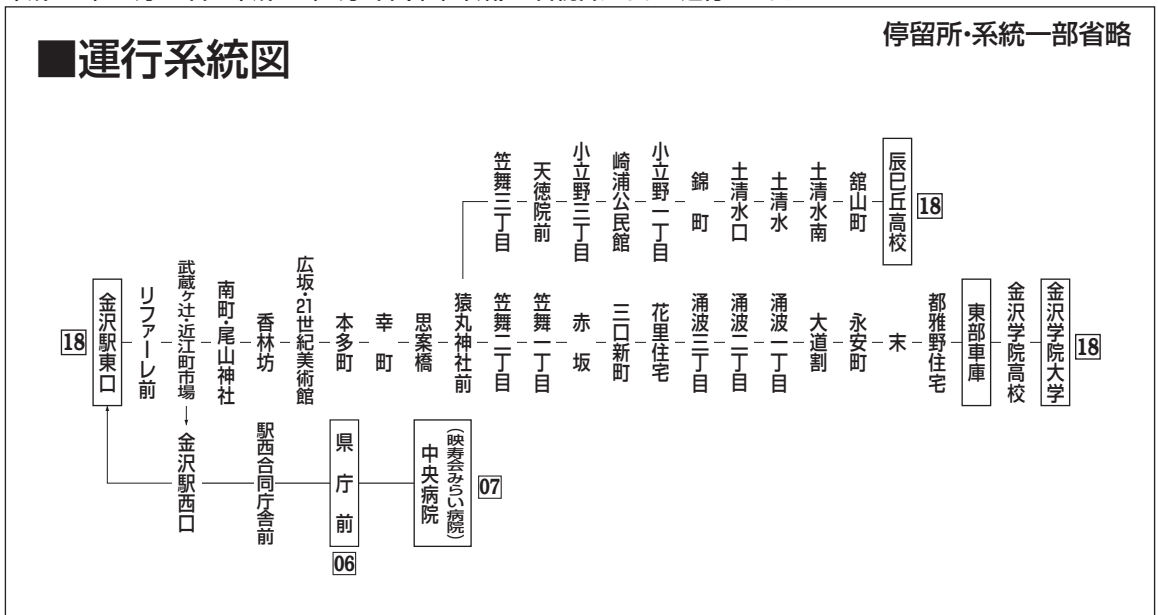 ■運行系統図
停留所・系統一部省略
笠舞三丁目
天徳院前
小立野三丁目
崎浦公民館
小立野一丁目
錦町
土清水口
土清水
土清水南
舘山町
辰巳丘高校
18
18
金沢駅東口
リファーレ前
武蔵ヶ辻・近江町市場
南町・尾山神社
香林坊
広坂・21世紀美術館
本多町
幸町
思案橋
猿丸神社前
笠舞二丁目
笠舞一丁目
赤坂
三口新町
花里住宅
涌波三丁目
涌波二丁目
涌波一丁目
大道割
永安町
末
都雅野住宅
東部車庫
金沢学院高校
金沢学院大学
18
金沢駅西口
駅西合同庁舎前
県庁前
06
(映寿会みらい病院)
中央病院
07